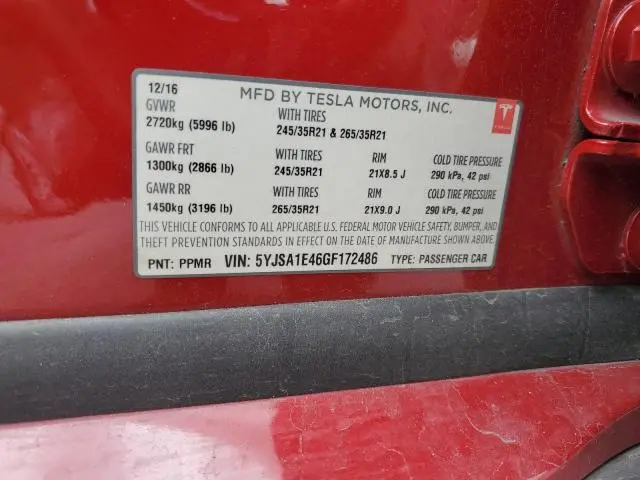 12/16 MFD BY TESLA MOTORS, INC.
GVWR WITH TIRES
2720kg (5996 lb) 245/35R21 & 265/35R21
GAWR FRT WITH TIRES RIM COLD TIRE PRESSURE
1300kg (2866 lb) 245/35R21 21X8.5 J 290 kPa, 42 psi
GAWR RR WITH TIRES RIM COLD TIRE PRESSURE
1450kg (3196 lb) 265/35R21 21X9.0 J 290 kPa, 42 psi
THIS VEHICLE CONFORMS TO ALL APPLICABLE U.S. FEDERAL MOTOR VEHICLE SAFETY, BUMPER, AND
THEFT PREVENTION STANDARDS IN EFFECT ON THE DATE OF MANUFACTURE SHOWN ABOVE.
PNT: PPMR VIN: 5YJSA1E46GF172486 TYPE: PASSENGER CAR